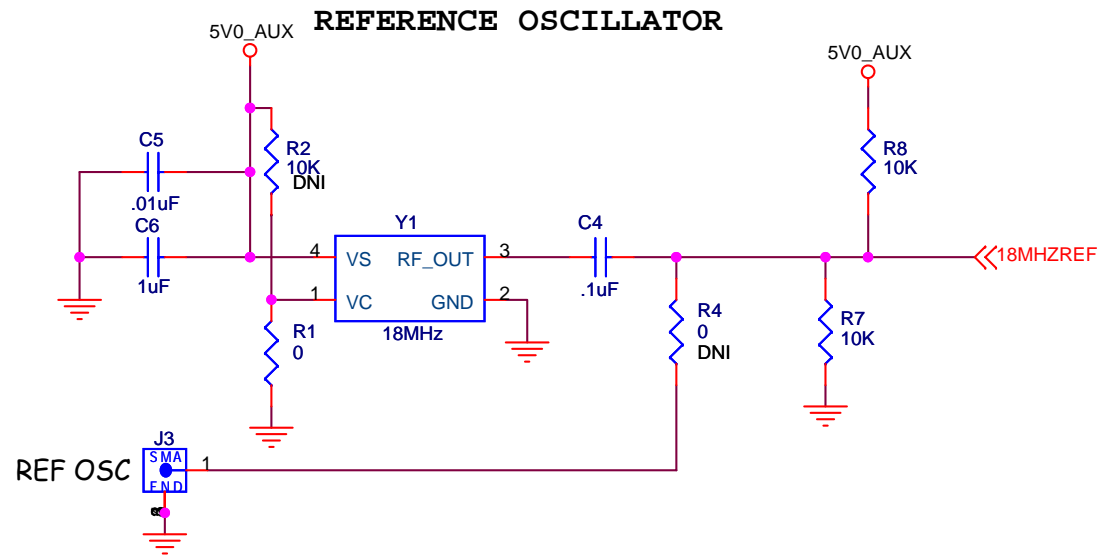 REFERENCE OSCILLATOR
5V0_AUX
5V0_AUX
C5
.01uF
R2
10K
DNI
R8
10K
C6
1uF
Y1
4
VS
RF_OUT
3
1
VC
GND
2
18MHz
C4
.1uF
18MHZREF
R1
0
R4
0
DNI
R7
10K
J3
REF OSC
SMA
END
1